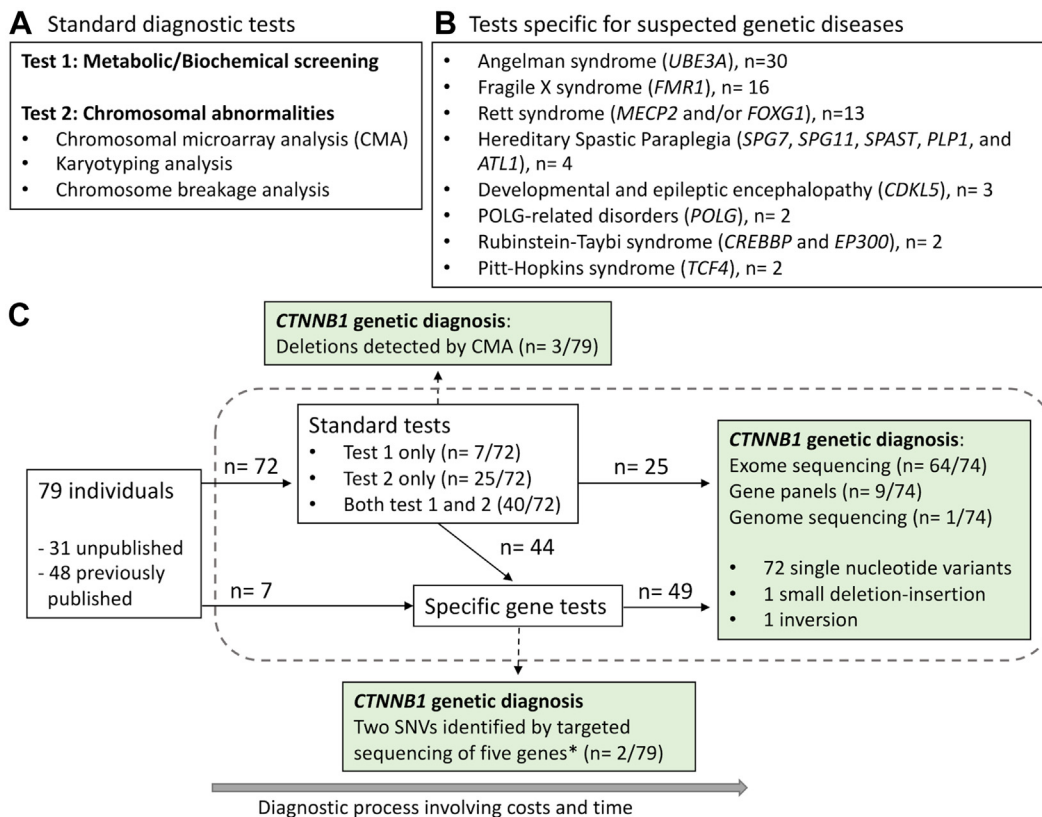 A Standard diagnostic tests
Test 1: Metabolic/Biochemical screening
Test 2: Chromosomal abnormalities
• Chromosomal microarray analysis (CMA)
• Karyotyping analysis
• Chromosome breakage analysis
B Tests specific for suspected genetic diseases
• Angelman syndrome (UBE3A), n=30
• Fragile X syndrome (FMR1), n= 16
• Rett syndrome (MECP2 and/or FOXG1), n=13
• Hereditary Spastic Paraplegia (SPG7, SPG11, SPAST, PLP1, and
ATL1), n= 4
• Developmental and epileptic encephalopathy (CDKL5), n= 3
• POLG-related disorders (POLG), n= 2
• Rubinstein-Taybi syndrome (CREBBP and EP300), n= 2
• Pitt-Hopkins syndrome (TCF4), n= 2
C
CTNNB1 genetic diagnosis:
Deletions detected by CMA (n= 3/79)
79 individuals
- 31 unpublished
- 48 previously
published
n= 72
n= 7
Standard tests
• Test 1 only (n= 7/72)
• Test 2 only (n= 25/72)
• Both test 1 and 2 (40/72)
n= 25
n= 44
Specific gene tests
n= 49
CTNNB1 genetic diagnosis:
Exome sequencing (n= 64/74)
Gene panels (n= 9/74)
Genome sequencing (n= 1/74)
• 72 single nucleotide variants
• 1 small deletion-insertion
• 1 inversion
CTNNB1 genetic diagnosis
Two SNVs identified by targeted
sequencing of five genes* (n= 2/79)
Diagnostic process involving costs and time